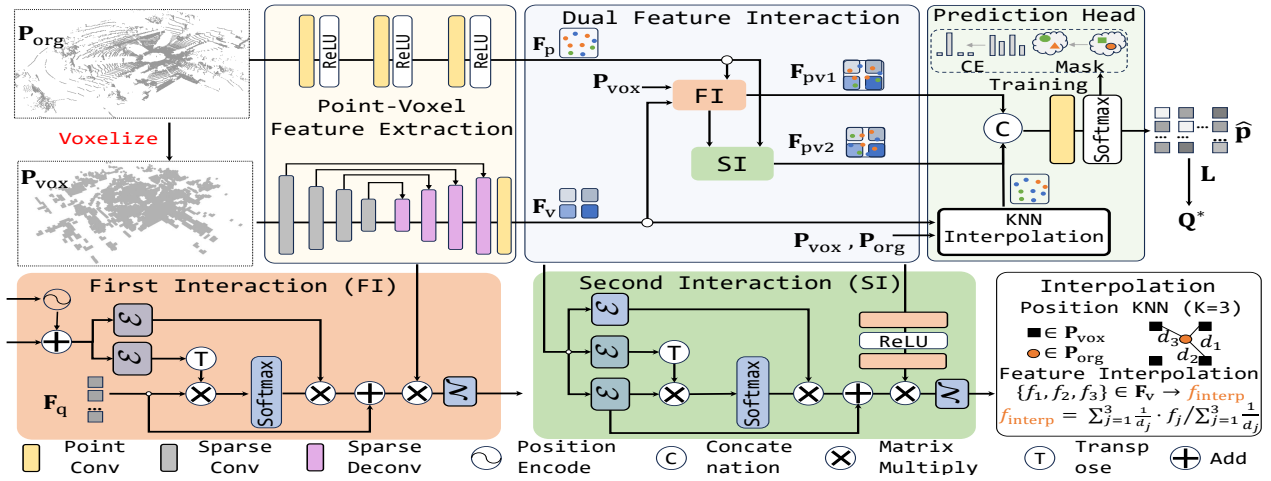 P_org
Voxelize
P_vox
ReLU
ReLU
ReLU
Point-Voxel
Feature Extraction
Dual Feature Interaction
F_p
P_vox
FI
SI
F_pv1
F_pv2
F_v
P_vox , P_org
Prediction Head
CE
Mask
Training
C
Softmax
p̂
L
Q*
KNN
Interpolation
First Interaction (FI)
ℰ
ℰ
T
F_q
Softmax
𝒩
Second Interaction (SI)
ℰ
ℰ
ℰ
T
Softmax
ReLU
𝒩
Interpolation
Position KNN (K=3)
∈ P_vox
∈ P_org
d_3
d_1
d_2
Feature Interpolation
{f_1, f_2, f_3} ∈ F_v → f_interp
f_interp = ∑_{j=1}^{3} 1/d_j · f_j / ∑_{j=1}^{3} 1/d_j
Point
Conv
Sparse
Conv
Sparse
Deconv
Position
Encode
C
Concate
nation
Matrix
Multiply
T
Transp
ose
Add